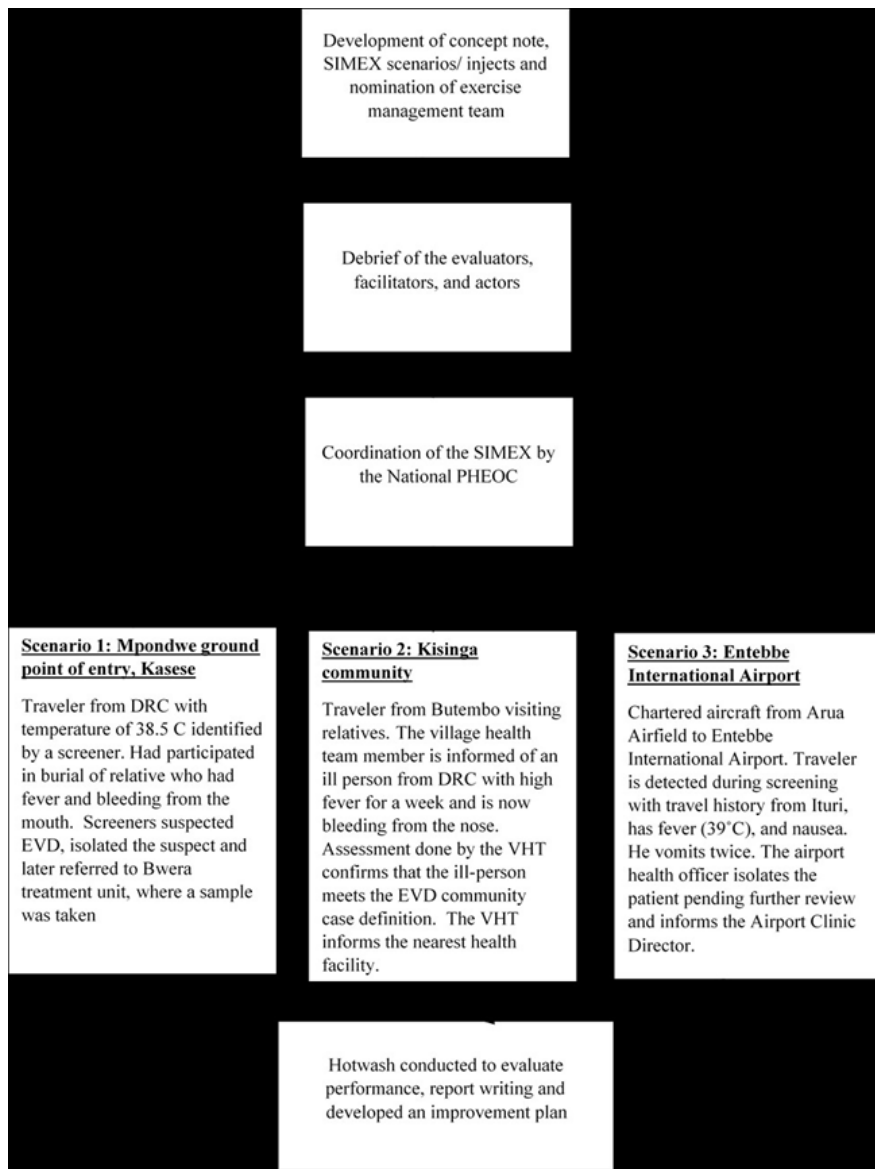 Development of concept note,
SIMEX scenarios/ injects and
nomination of exercise
management team
Debrief of the evaluators,
facilitators, and actors
Coordination of the SIMEX by
the National PHEOC
Scenario 1: Mpondwe ground
point of entry, Kasese
Traveler from DRC with
temperature of 38.5 C identified
by a screener. Had participated
in burial of relative who had
fever and bleeding from the
mouth.  Screeners suspected
EVD, isolated the suspect and
later referred to Bwera
treatment unit, where a sample
was taken
Scenario 2: Kisinga
community
Traveler from Butembo visiting
relatives. The village health
team member is informed of an
ill person from DRC with high
fever for a week and is now
bleeding from the nose.
Assessment done by the VHT
confirms that the ill-person
meets the EVD community
case definition.  The VHT
informs the nearest health
facility.
Scenario 3: Entebbe
International Airport
Chartered aircraft from Arua
Airfield to Entebbe
International Airport. Traveler
is detected during screening
with travel history from Ituri,
has fever (39˚C), and nausea.
He vomits twice. The airport
health officer isolates the
patient pending further review
and informs the Airport Clinic
Director.
Hotwash conducted to evaluate
performance, report writing and
developed an improvement plan